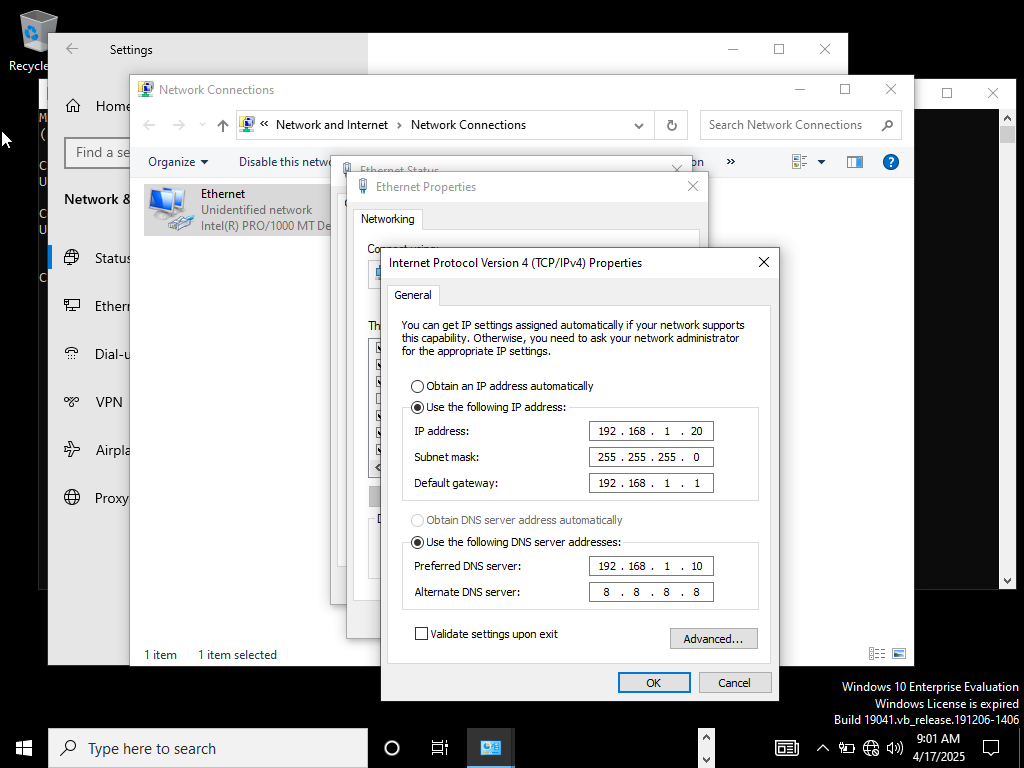 Recycle
Settings
Home
Find a se
Network &
Status
Ethern
Dial-u
VPN
Airpla
Proxy
Network Connections
Network and Internet › Network Connections
Search Network Connections
Organize
Disable this netwo
on
»
Ethernet
Unidentified network
Intel(R) PRO/1000 MT De
1 item
1 item selected
Ethernet Status
Ethernet Properties
Networking
Connect using:
Th
Internet Protocol Version 4 (TCP/IPv4) Properties
General
You can get IP settings assigned automatically if your network supports
this capability. Otherwise, you need to ask your network administrator
for the appropriate IP settings.
Obtain an IP address automatically
Use the following IP address:
IP address:
192 . 168 . 1 . 20
Subnet mask:
255 . 255 . 255 . 0
Default gateway:
192 . 168 . 1 . 1
Obtain DNS server address automatically
Use the following DNS server addresses:
Preferred DNS server:
192 . 168 . 1 . 10
Alternate DNS server:
8 . 8 . 8 . 8
Validate settings upon exit
Advanced...
OK
Cancel
Windows 10 Enterprise Evaluation
Windows License is expired
Build 19041.vb_release.191206-1406
Type here to search
9:01 AM
4/17/2025